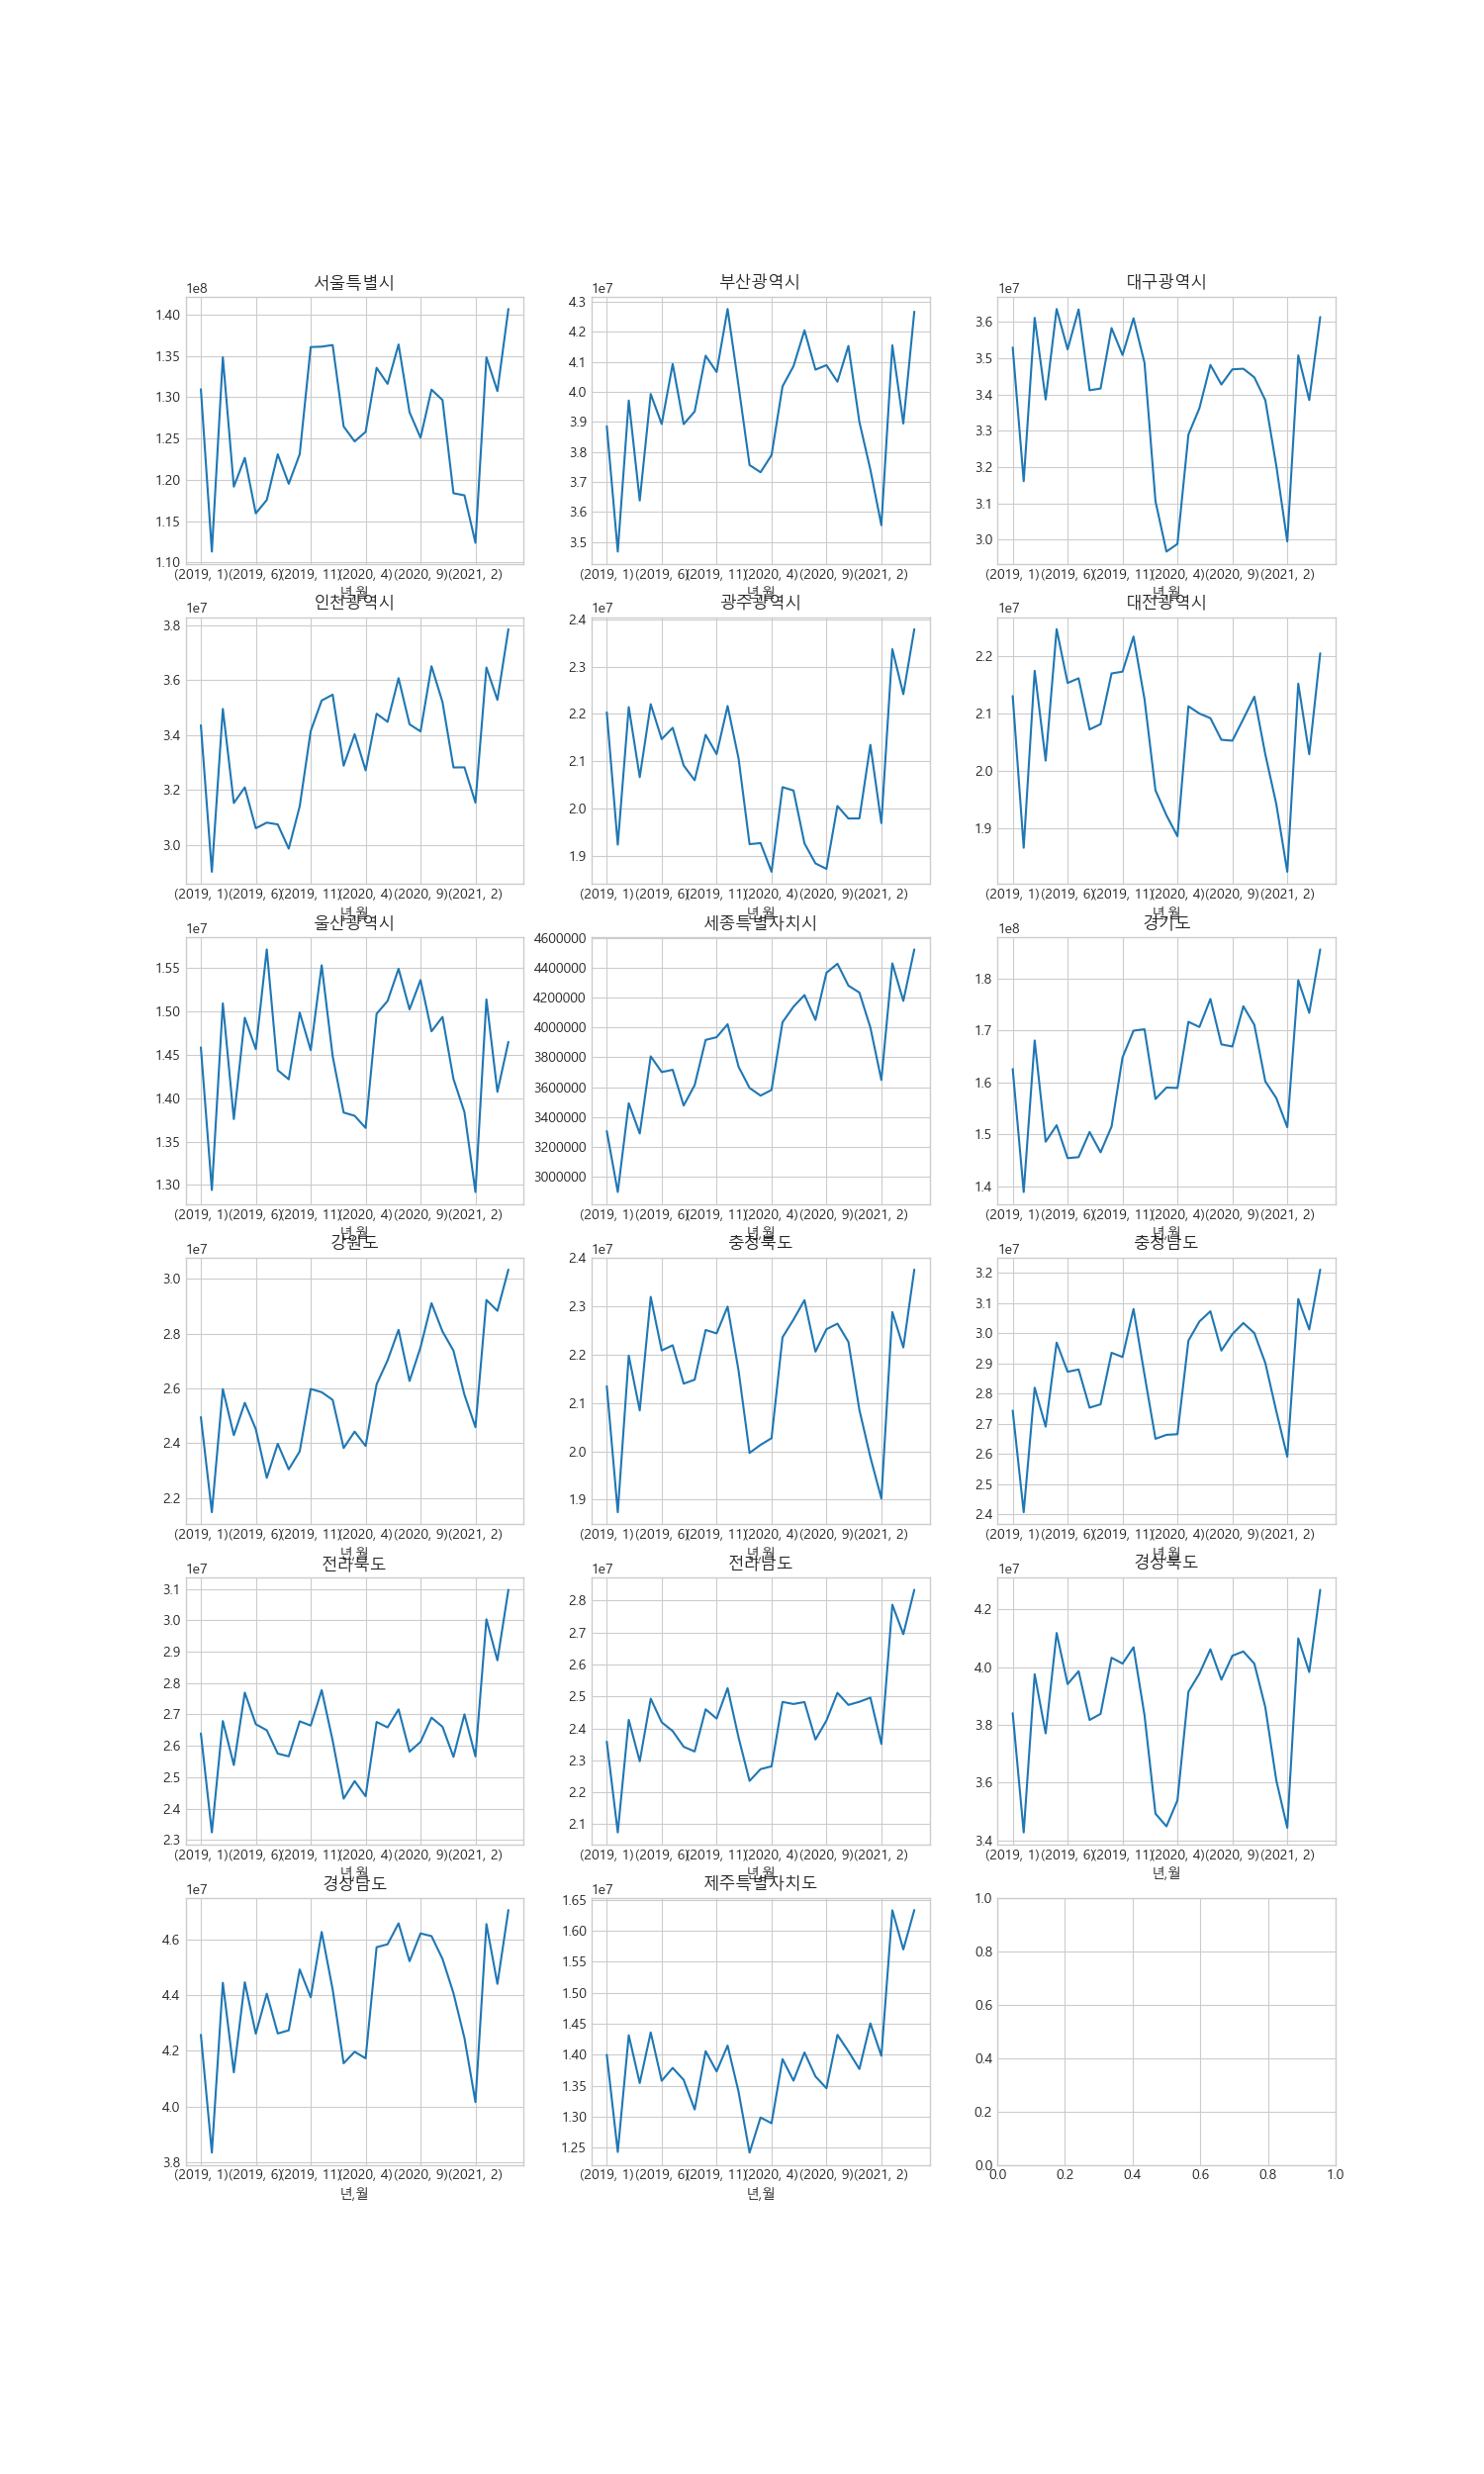 서울특별시
1e8
1.40
1.35
1.30
1.25
1.20
1.15
1.10
(2019, 1)(2019, 6)(2019, 11)(2020, 4)(2020, 9)(2021, 2)
년,월
부산광역시
1e7
4.3
4.2
4.1
4.0
3.9
3.8
3.7
3.6
3.5
(2019, 1)(2019, 6)(2019, 11)(2020, 4)(2020, 9)(2021, 2)
년,월
대구광역시
1e7
3.6
3.5
3.4
3.3
3.2
3.1
3.0
(2019, 1)(2019, 6)(2019, 11)(2020, 4)(2020, 9)(2021, 2)
년,월
인천광역시
1e7
3.8
3.6
3.4
3.2
3.0
(2019, 1)(2019, 6)(2019, 11)(2020, 4)(2020, 9)(2021, 2)
년,월
광주광역시
1e7
2.4
2.3
2.2
2.1
2.0
1.9
(2019, 1)(2019, 6)(2019, 11)(2020, 4)(2020, 9)(2021, 2)
년,월
대전광역시
1e7
2.2
2.1
2.0
1.9
(2019, 1)(2019, 6)(2019, 11)(2020, 4)(2020, 9)(2021, 2)
년,월
울산광역시
1e7
1.55
1.50
1.45
1.40
1.35
1.30
(2019, 1)(2019, 6)(2019, 11)(2020, 4)(2020, 9)(2021, 2)
년,월
세종특별자치시
4600000
4400000
4200000
4000000
3800000
3600000
3400000
3200000
3000000
(2019, 1)(2019, 6)(2019, 11)(2020, 4)(2020, 9)(2021, 2)
년,월
경기도
1e8
1.8
1.7
1.6
1.5
1.4
(2019, 1)(2019, 6)(2019, 11)(2020, 4)(2020, 9)(2021, 2)
년,월
강원도
1e7
3.0
2.8
2.6
2.4
2.2
(2019, 1)(2019, 6)(2019, 11)(2020, 4)(2020, 9)(2021, 2)
년,월
충청북도
1e7
2.4
2.3
2.2
2.1
2.0
1.9
(2019, 1)(2019, 6)(2019, 11)(2020, 4)(2020, 9)(2021, 2)
년,월
충청남도
1e7
3.2
3.1
3.0
2.9
2.8
2.7
2.6
2.5
2.4
(2019, 1)(2019, 6)(2019, 11)(2020, 4)(2020, 9)(2021, 2)
년,월
전라북도
1e7
3.1
3.0
2.9
2.8
2.7
2.6
2.5
2.4
2.3
(2019, 1)(2019, 6)(2019, 11)(2020, 4)(2020, 9)(2021, 2)
년,월
전라남도
1e7
2.8
2.7
2.6
2.5
2.4
2.3
2.2
2.1
(2019, 1)(2019, 6)(2019, 11)(2020, 4)(2020, 9)(2021, 2)
년,월
경상북도
1e7
4.2
4.0
3.8
3.6
3.4
(2019, 1)(2019, 6)(2019, 11)(2020, 4)(2020, 9)(2021, 2)
년,월
경상남도
1e7
4.6
4.4
4.2
4.0
3.8
(2019, 1)(2019, 6)(2019, 11)(2020, 4)(2020, 9)(2021, 2)
년,월
제주특별자치도
1e7
1.65
1.60
1.55
1.50
1.45
1.40
1.35
1.30
1.25
(2019, 1)(2019, 6)(2019, 11)(2020, 4)(2020, 9)(2021, 2)
년,월
1.0
0.8
0.6
0.4
0.2
0.0
0.0 0.2 0.4 0.6 0.8 1.0